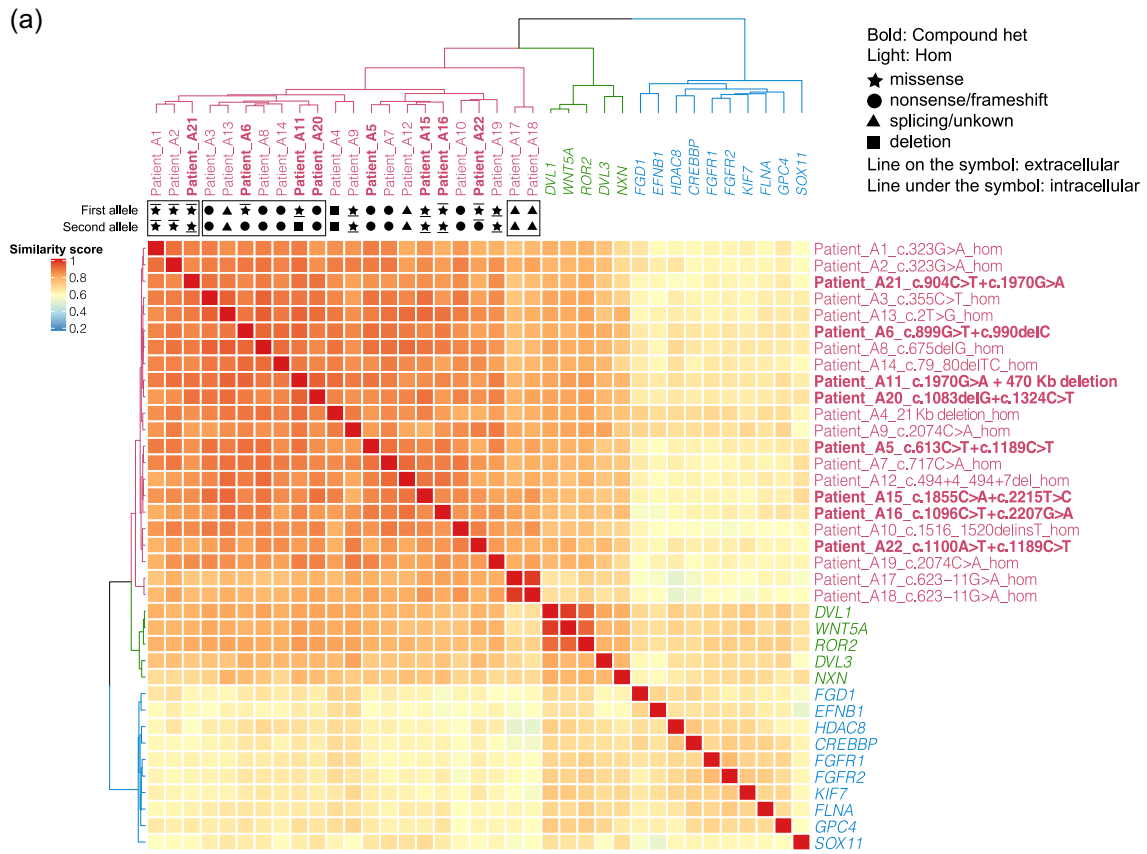 (a)
Bold: Compound het
Light: Hom
missense
nonsense/frameshift
splicing/unkown
deletion
Line on the symbol: extracellular
Line under the symbol: intracellular
Patient_A1
Patient_A2
Patient_A21
Patient_A3
Patient_A13
Patient_A6
Patient_A8
Patient_A14
Patient_A11
Patient_A20
Patient_A4
Patient_A9
Patient_A5
Patient_A7
Patient_A12
Patient_A15
Patient_A16
Patient_A10
Patient_A22
Patient_A19
Patient_A17
Patient_A18
DVL1
WNT5A
ROR2
DVL3
NXN
FGD1
EFNB1
HDAC8
CREBBP
FGFR1
FGFR2
KIF7
FLNA
GPC4
SOX11
First allele
Second allele
Similarity score
1
0.8
0.6
0.4
0.2
Patient_A1_c.323G>A_hom
Patient_A2_c.323G>A_hom
Patient_A21_c.904C>T+c.1970G>A
Patient_A3_c.355C>T_hom
Patient_A13_c.2T>G_hom
Patient_A6_c.899G>T+c.990delC
Patient_A8_c.675delG_hom
Patient_A14_c.79_80delTC_hom
Patient_A11_c.1970G>A + 470 Kb deletion
Patient_A20_c.1083delG+c.1324C>T
Patient_A4_21 Kb deletion_hom
Patient_A9_c.2074C>A_hom
Patient_A5_c.613C>T+c.1189C>T
Patient_A7_c.717C>A_hom
Patient_A12_c.494+4_494+7del_hom
Patient_A15_c.1855C>A+c.2215T>C
Patient_A16_c.1096C>T+c.2207G>A
Patient_A10_c.1516_1520delinsT_hom
Patient_A22_c.1100A>T+c.1189C>T
Patient_A19_c.2074C>A_hom
Patient_A17_c.623−11G>A_hom
Patient_A18_c.623−11G>A_hom
DVL1
WNT5A
ROR2
DVL3
NXN
FGD1
EFNB1
HDAC8
CREBBP
FGFR1
FGFR2
KIF7
FLNA
GPC4
SOX11